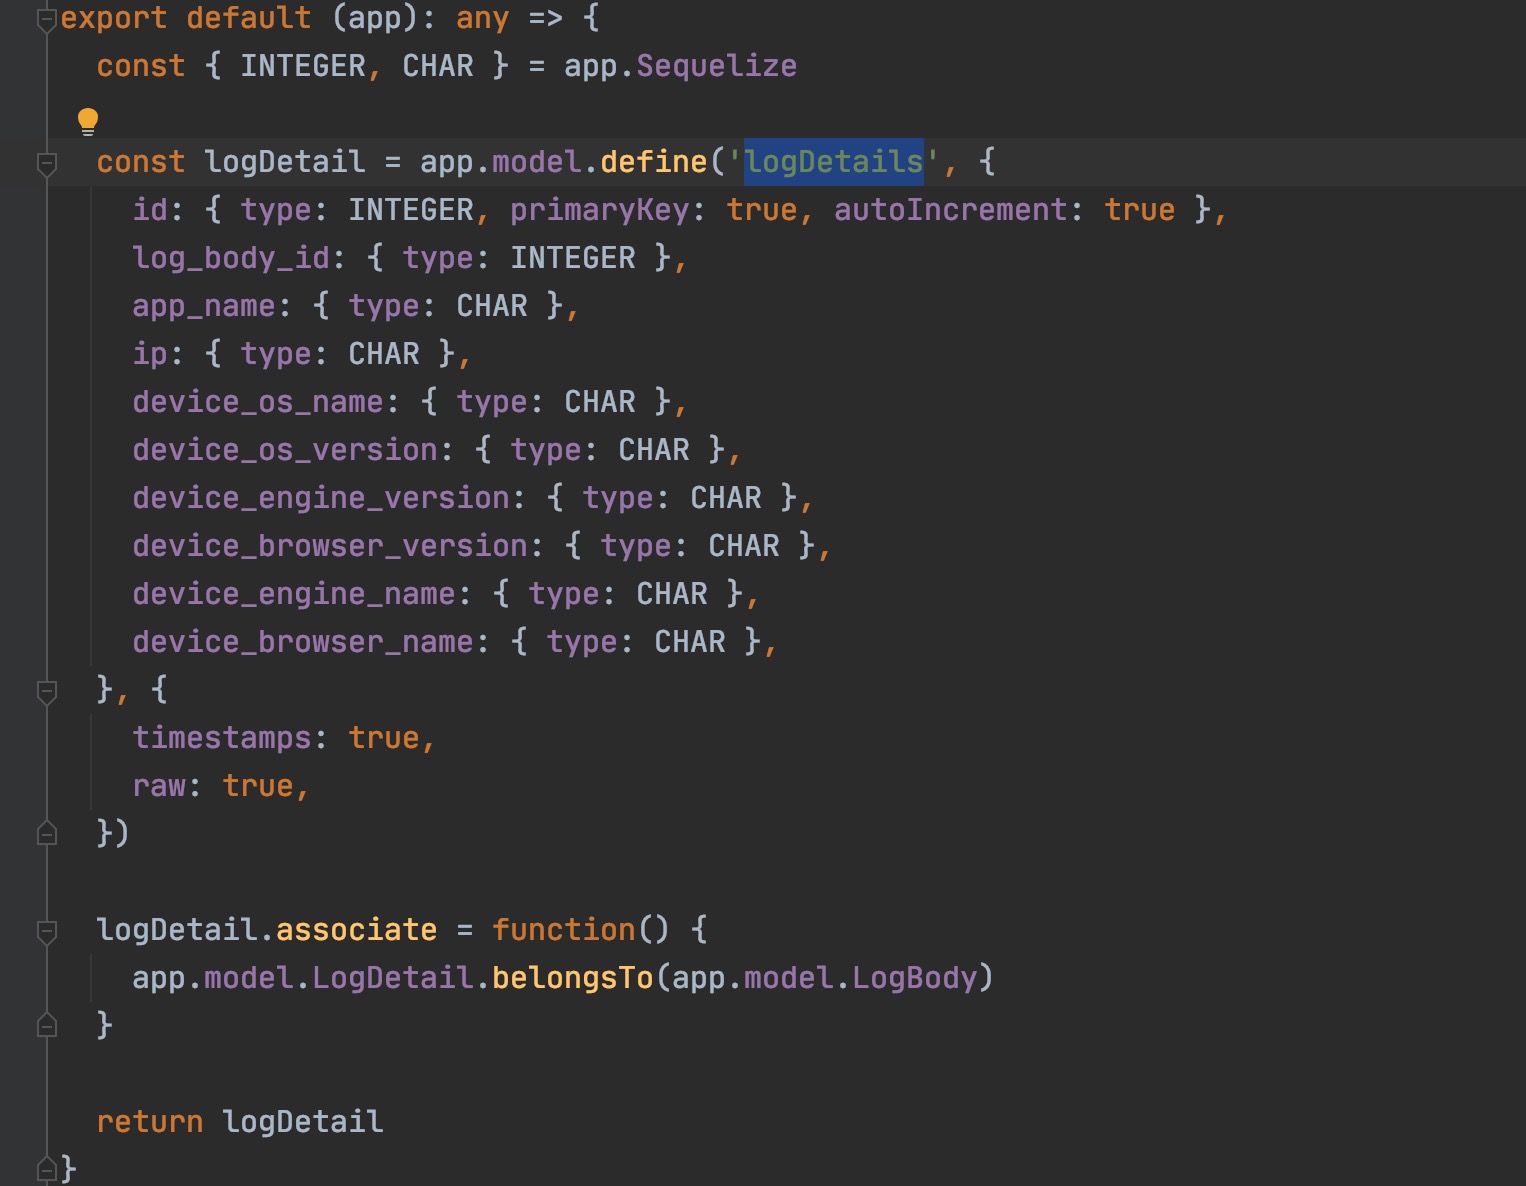 export default (app): any => {
const { INTEGER, CHAR } = app.Sequelize
const logDetail = app.model.define('logDetails', {
id: { type: INTEGER, primaryKey: true, autoIncrement: true },
log_body_id: { type: INTEGER },
app_name: { type: CHAR },
ip: { type: CHAR },
device_os_name: { type: CHAR },
device_os_version: { type: CHAR },
device_engine_version: { type: CHAR },
device_browser_version: { type: CHAR },
device_engine_name: { type: CHAR },
device_browser_name: { type: CHAR },
}, {
timestamps: true,
raw: true,
})
logDetail.associate = function() {
app.model.LogDetail.belongsTo(app.model.LogBody)
}
return logDetail
}